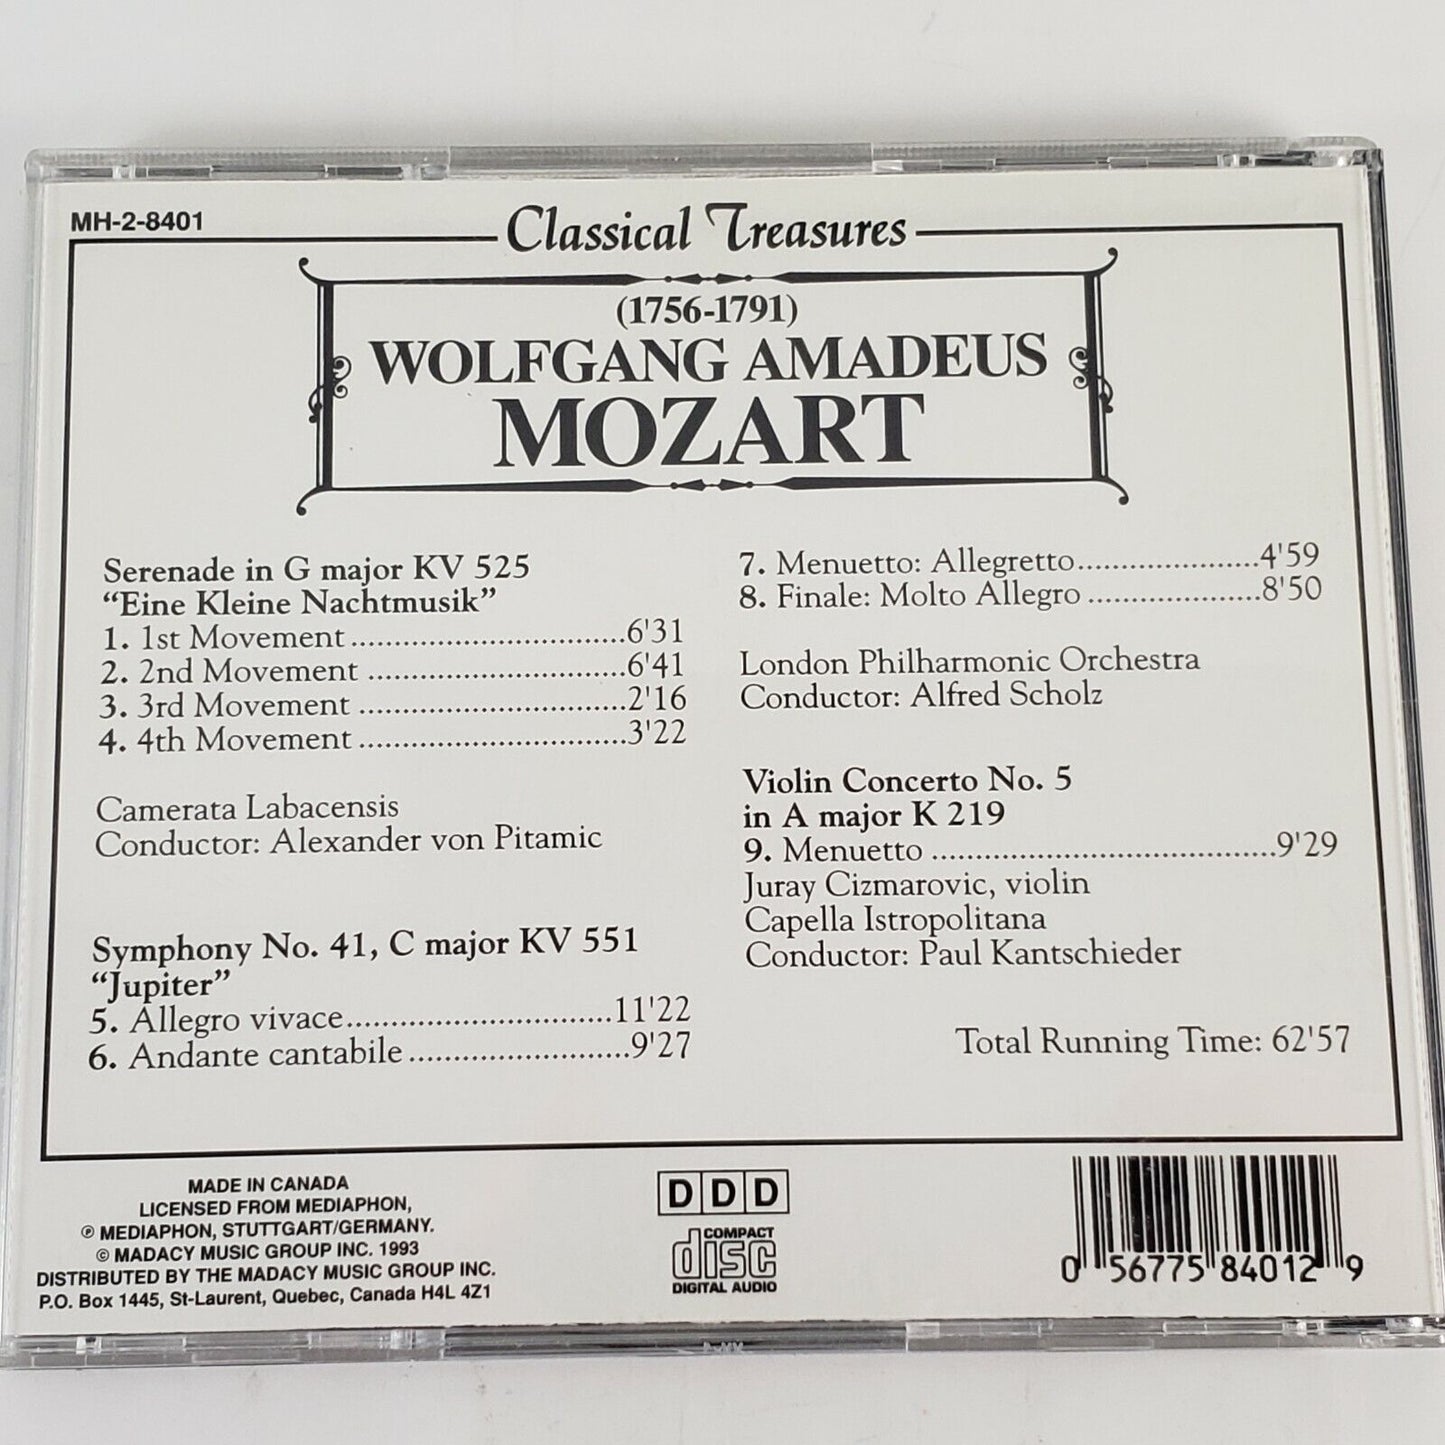 MH-2-8401
Classical Treasures
(1756-1791)
WOLFGANG AMADEUS
MOZART
Serenade in G major KV 525
“Eine Kleine Nachtmusik”
1. 1st Movement..............................6'31
2. 2nd Movement ............................6'41
3. 3rd Movement .............................2'16
4. 4th Movement .............................3'22
Camerata Labacensis
Conductor: Alexander von Pitamic
Symphony No. 41, C major KV 551
“Jupiter”
5. Allegro vivace.............................11'22
6. Andante cantabile........................9'27
7. Menuetto: Allegretto....................4'59
8. Finale: Molto Allegro ...................8'50
London Philharmonic Orchestra
Conductor: Alfred Scholz
Violin Concerto No. 5
in A major K 219
9. Menuetto ......................................9'29
Juray Cizmarovic, violin
Capella Istropolitana
Conductor: Paul Kantschieder
Total Running Time: 62'57
MADE IN CANADA
LICENSED FROM MEDIAPHON,
℗ MEDIAPHON, STUTTGART/GERMANY.
© MADACY MUSIC GROUP INC. 1993
DISTRIBUTED BY THE MADACY MUSIC GROUP INC.
P.O. Box 1445, St-Laurent, Quebec, Canada H4L 4Z1
DDD
COMPACT
disc
DIGITAL AUDIO
0 56775 84012 9